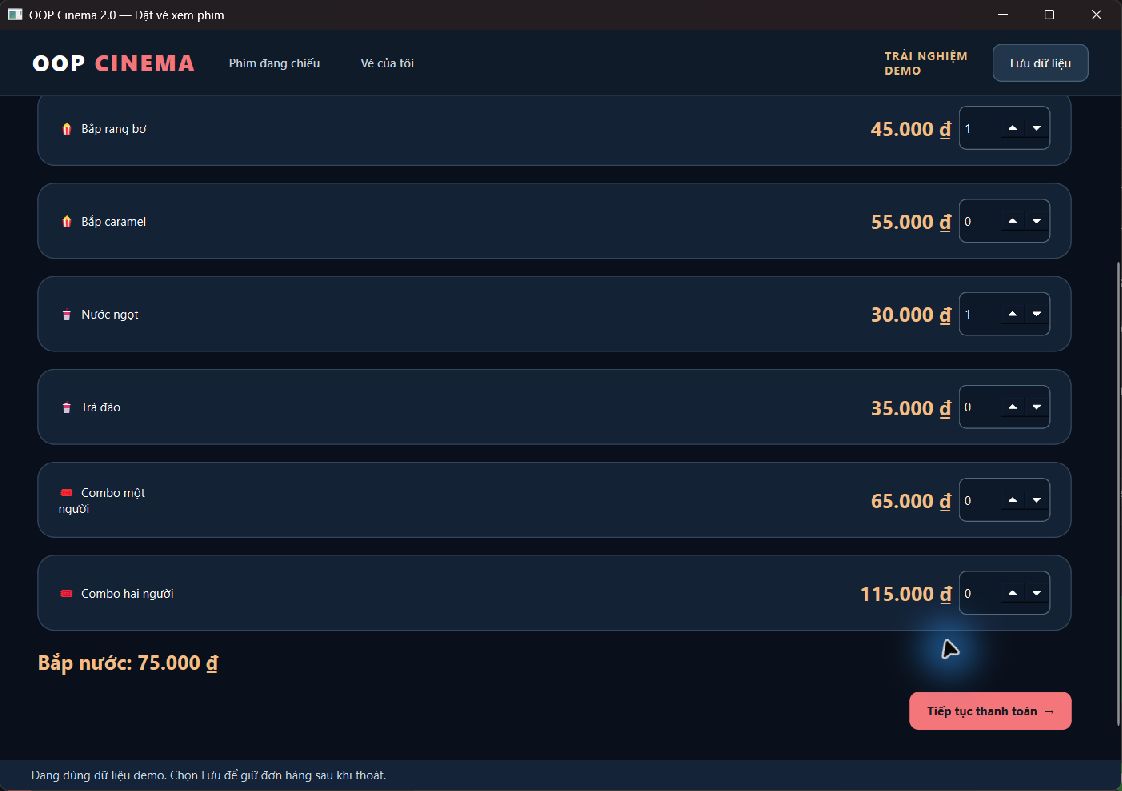 OOP Cinema 2.0 — Đặt vé xem phim
OOP CINEMA
Phim đang chiếu
Vé của tôi
TRẢI NGHIỆM
DEMO
Lưu dữ liệu
Bắp rang bơ
45.000 ₫
1
Bắp caramel
55.000 ₫
0
Nước ngọt
30.000 ₫
1
Trà đào
35.000 ₫
0
Combo một
người
65.000 ₫
0
Combo hai người
115.000 ₫
0
Bắp nước: 75.000 ₫
Tiếp tục thanh toán →
Đang dùng dữ liệu demo. Chọn Lưu để giữ đơn hàng sau khi thoát.